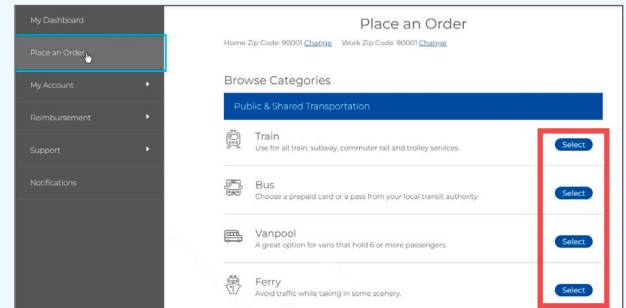 My Dashboard
Place an Order
My Account
Reimbursement
Support
Notifications
Place an Order
Home Zip Code: 90001 Change Work Zip Code: 90001 Change
Browse Categories
Public & Shared Transportation
Train
Use for all train, subway, commuter rail and trolley services.
Select
Bus
Choose a prepaid card or a pass from your local transit authority.
Select
Vanpool
A great option for vans that hold 6 or more passengers.
Select
Ferry
Avoid traffic while taking in some scenery.
Select